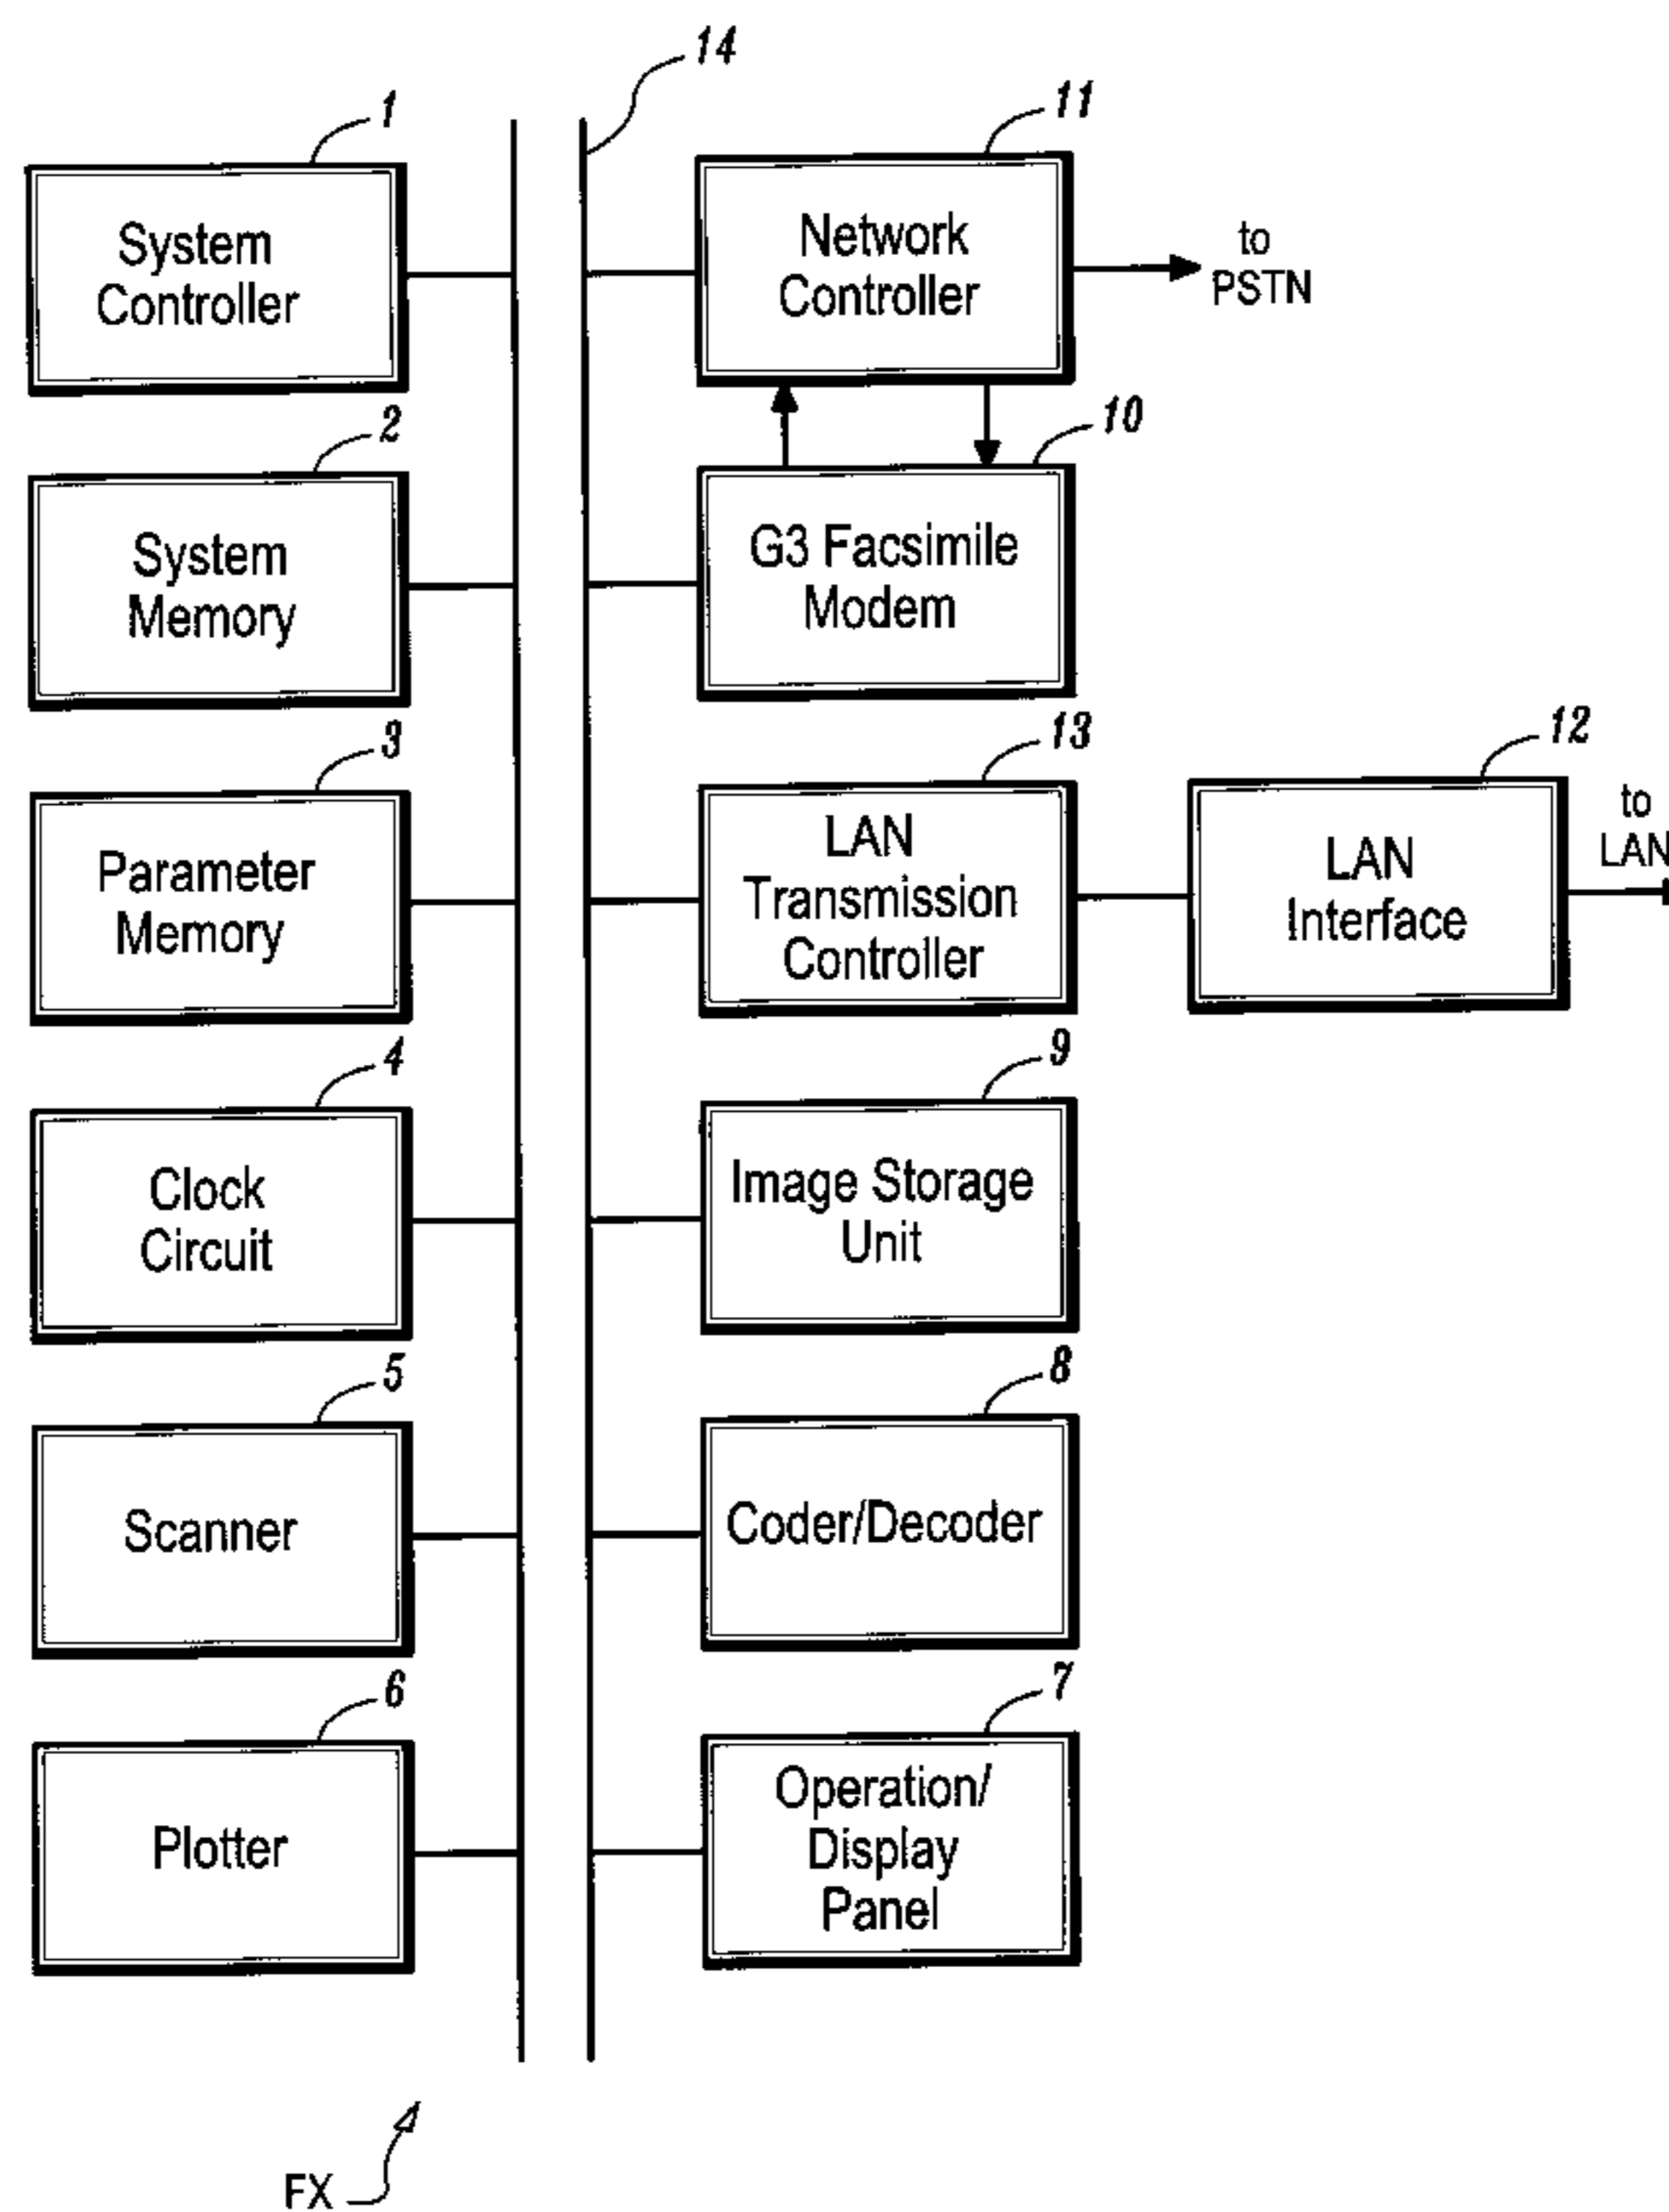 14
1
System
Controller
11
Network
Controller
to
PSTN
2
System
Memory
10
G3 Facsimile
Modem
3
Parameter
Memory
13
LAN
Transmission
Controller
12
LAN
Interface
to
LAN
4
Clock
Circuit
9
Image Storage
Unit
5
Scanner
8
Coder/Decoder
6
Plotter
7
Operation/
Display
Panel
FX